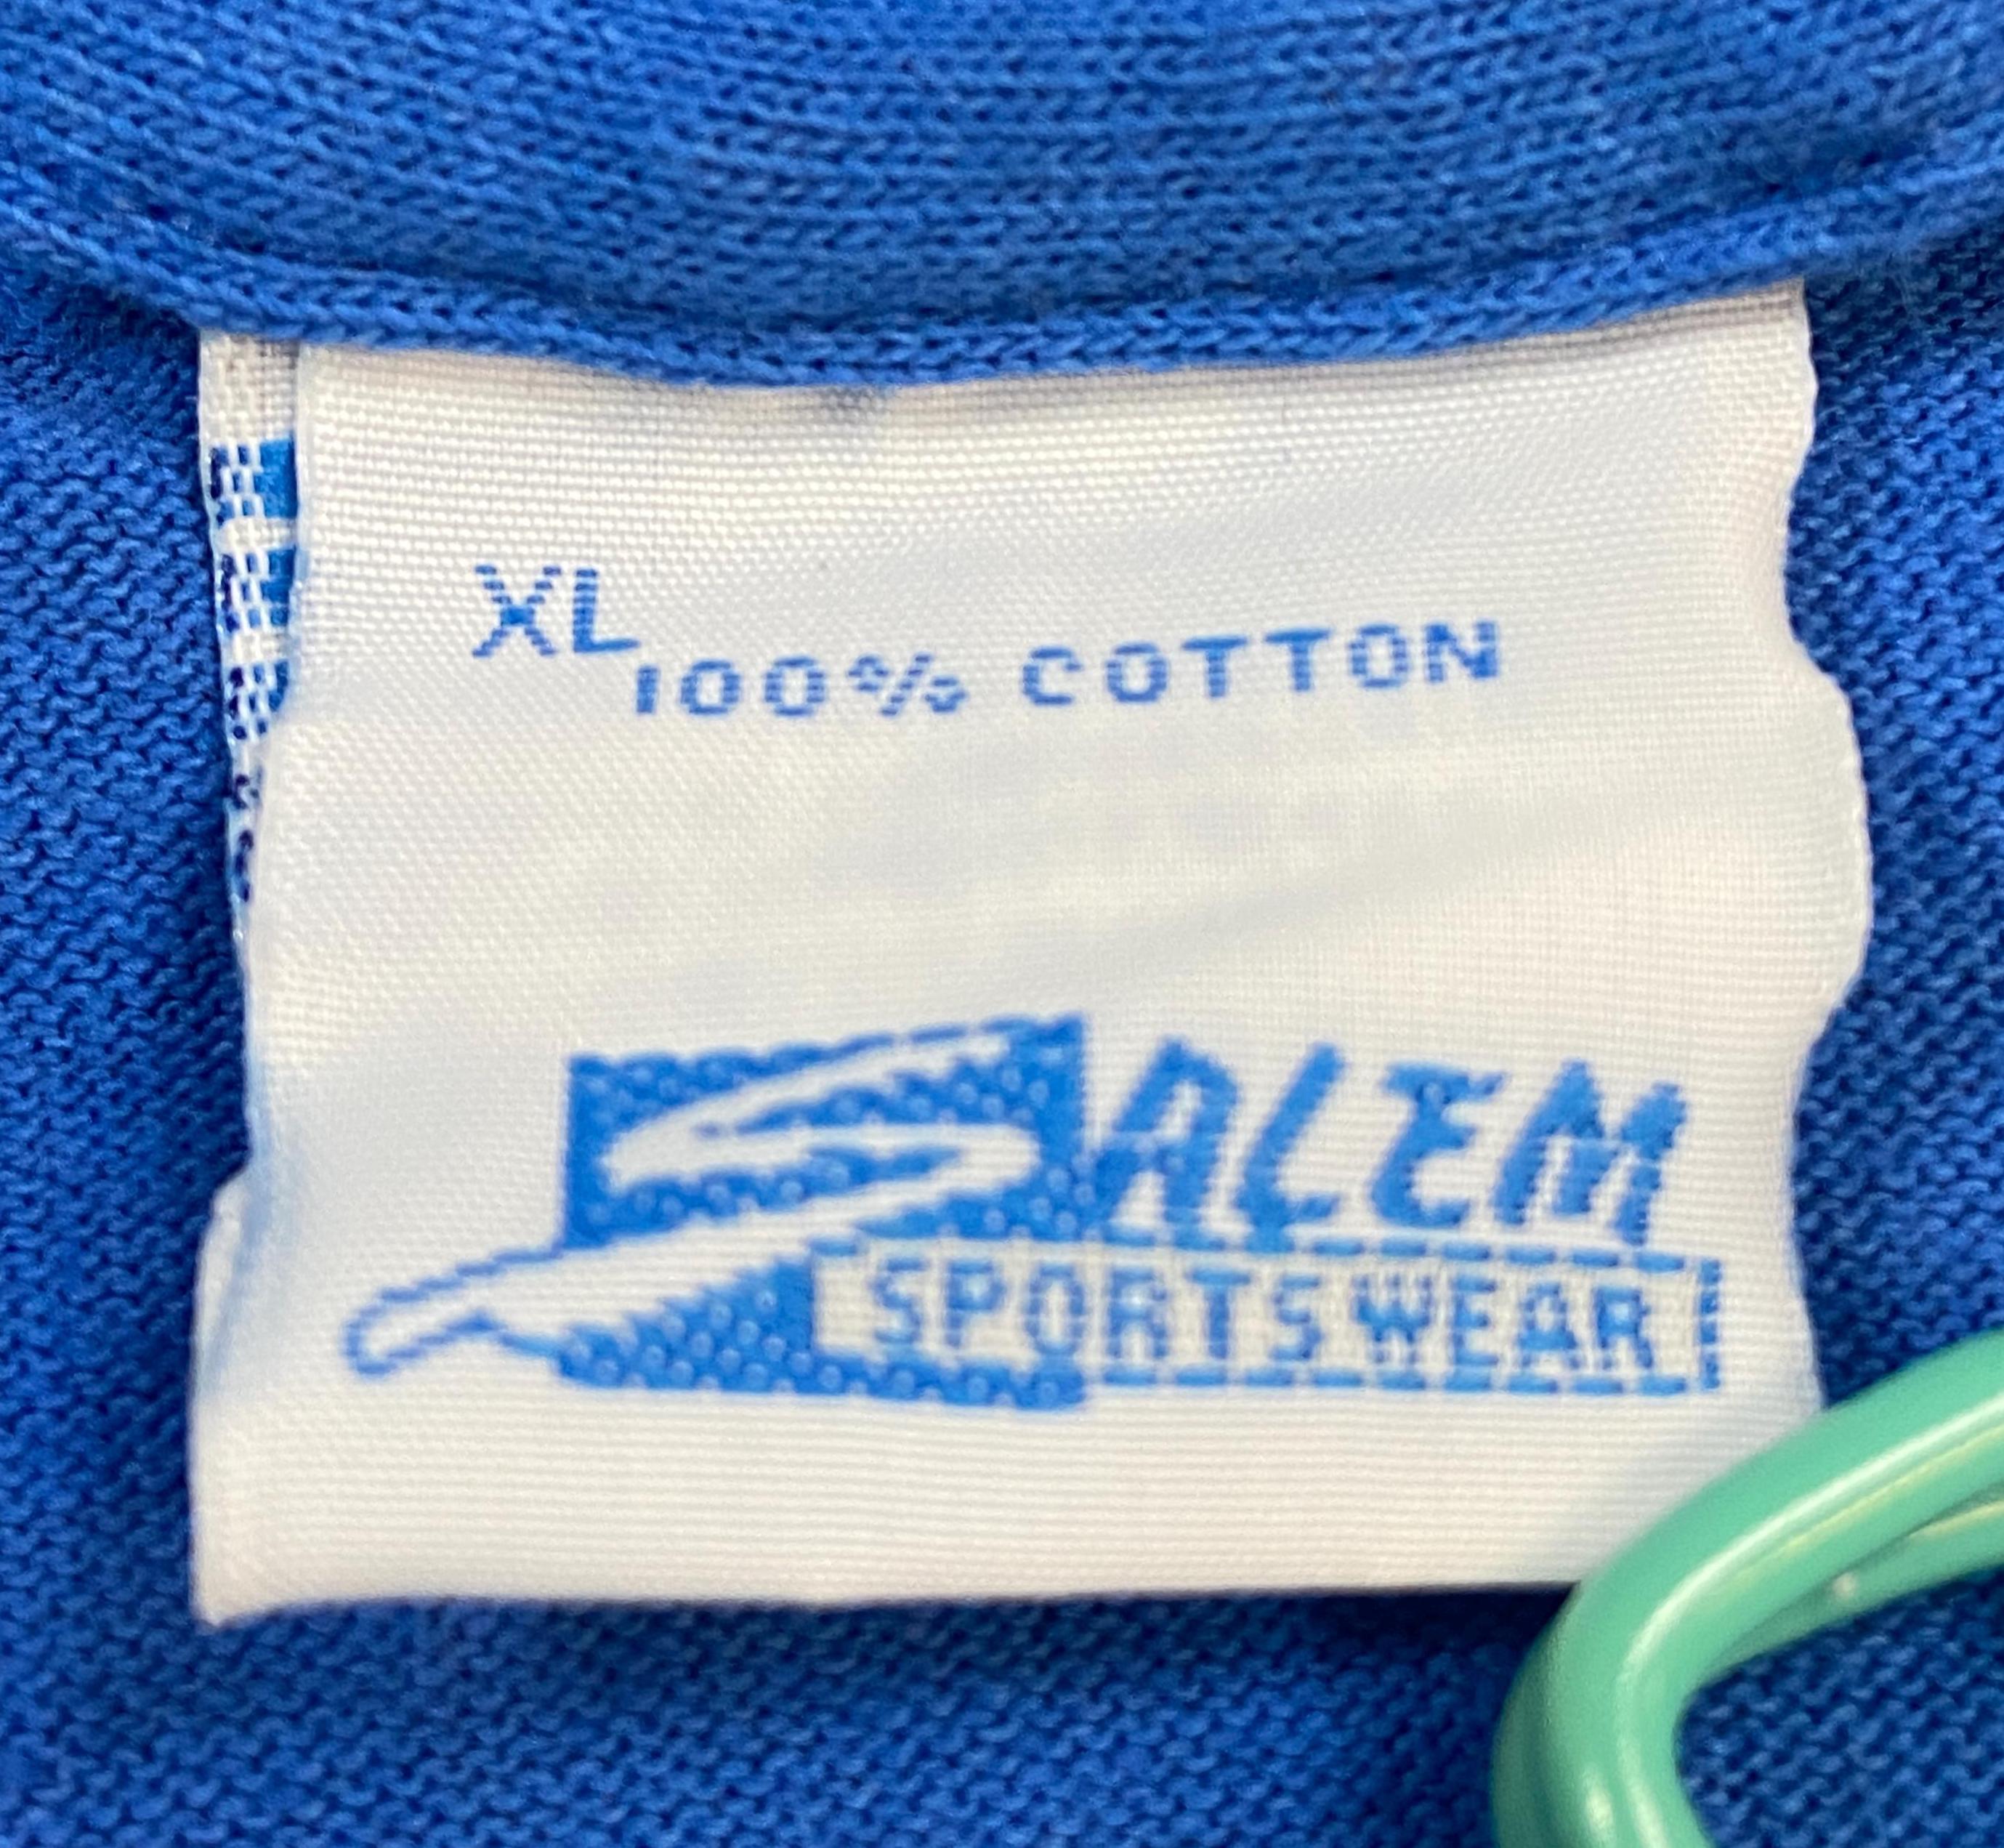 XL
100% COTTON
SALEM
SPORTSWEAR